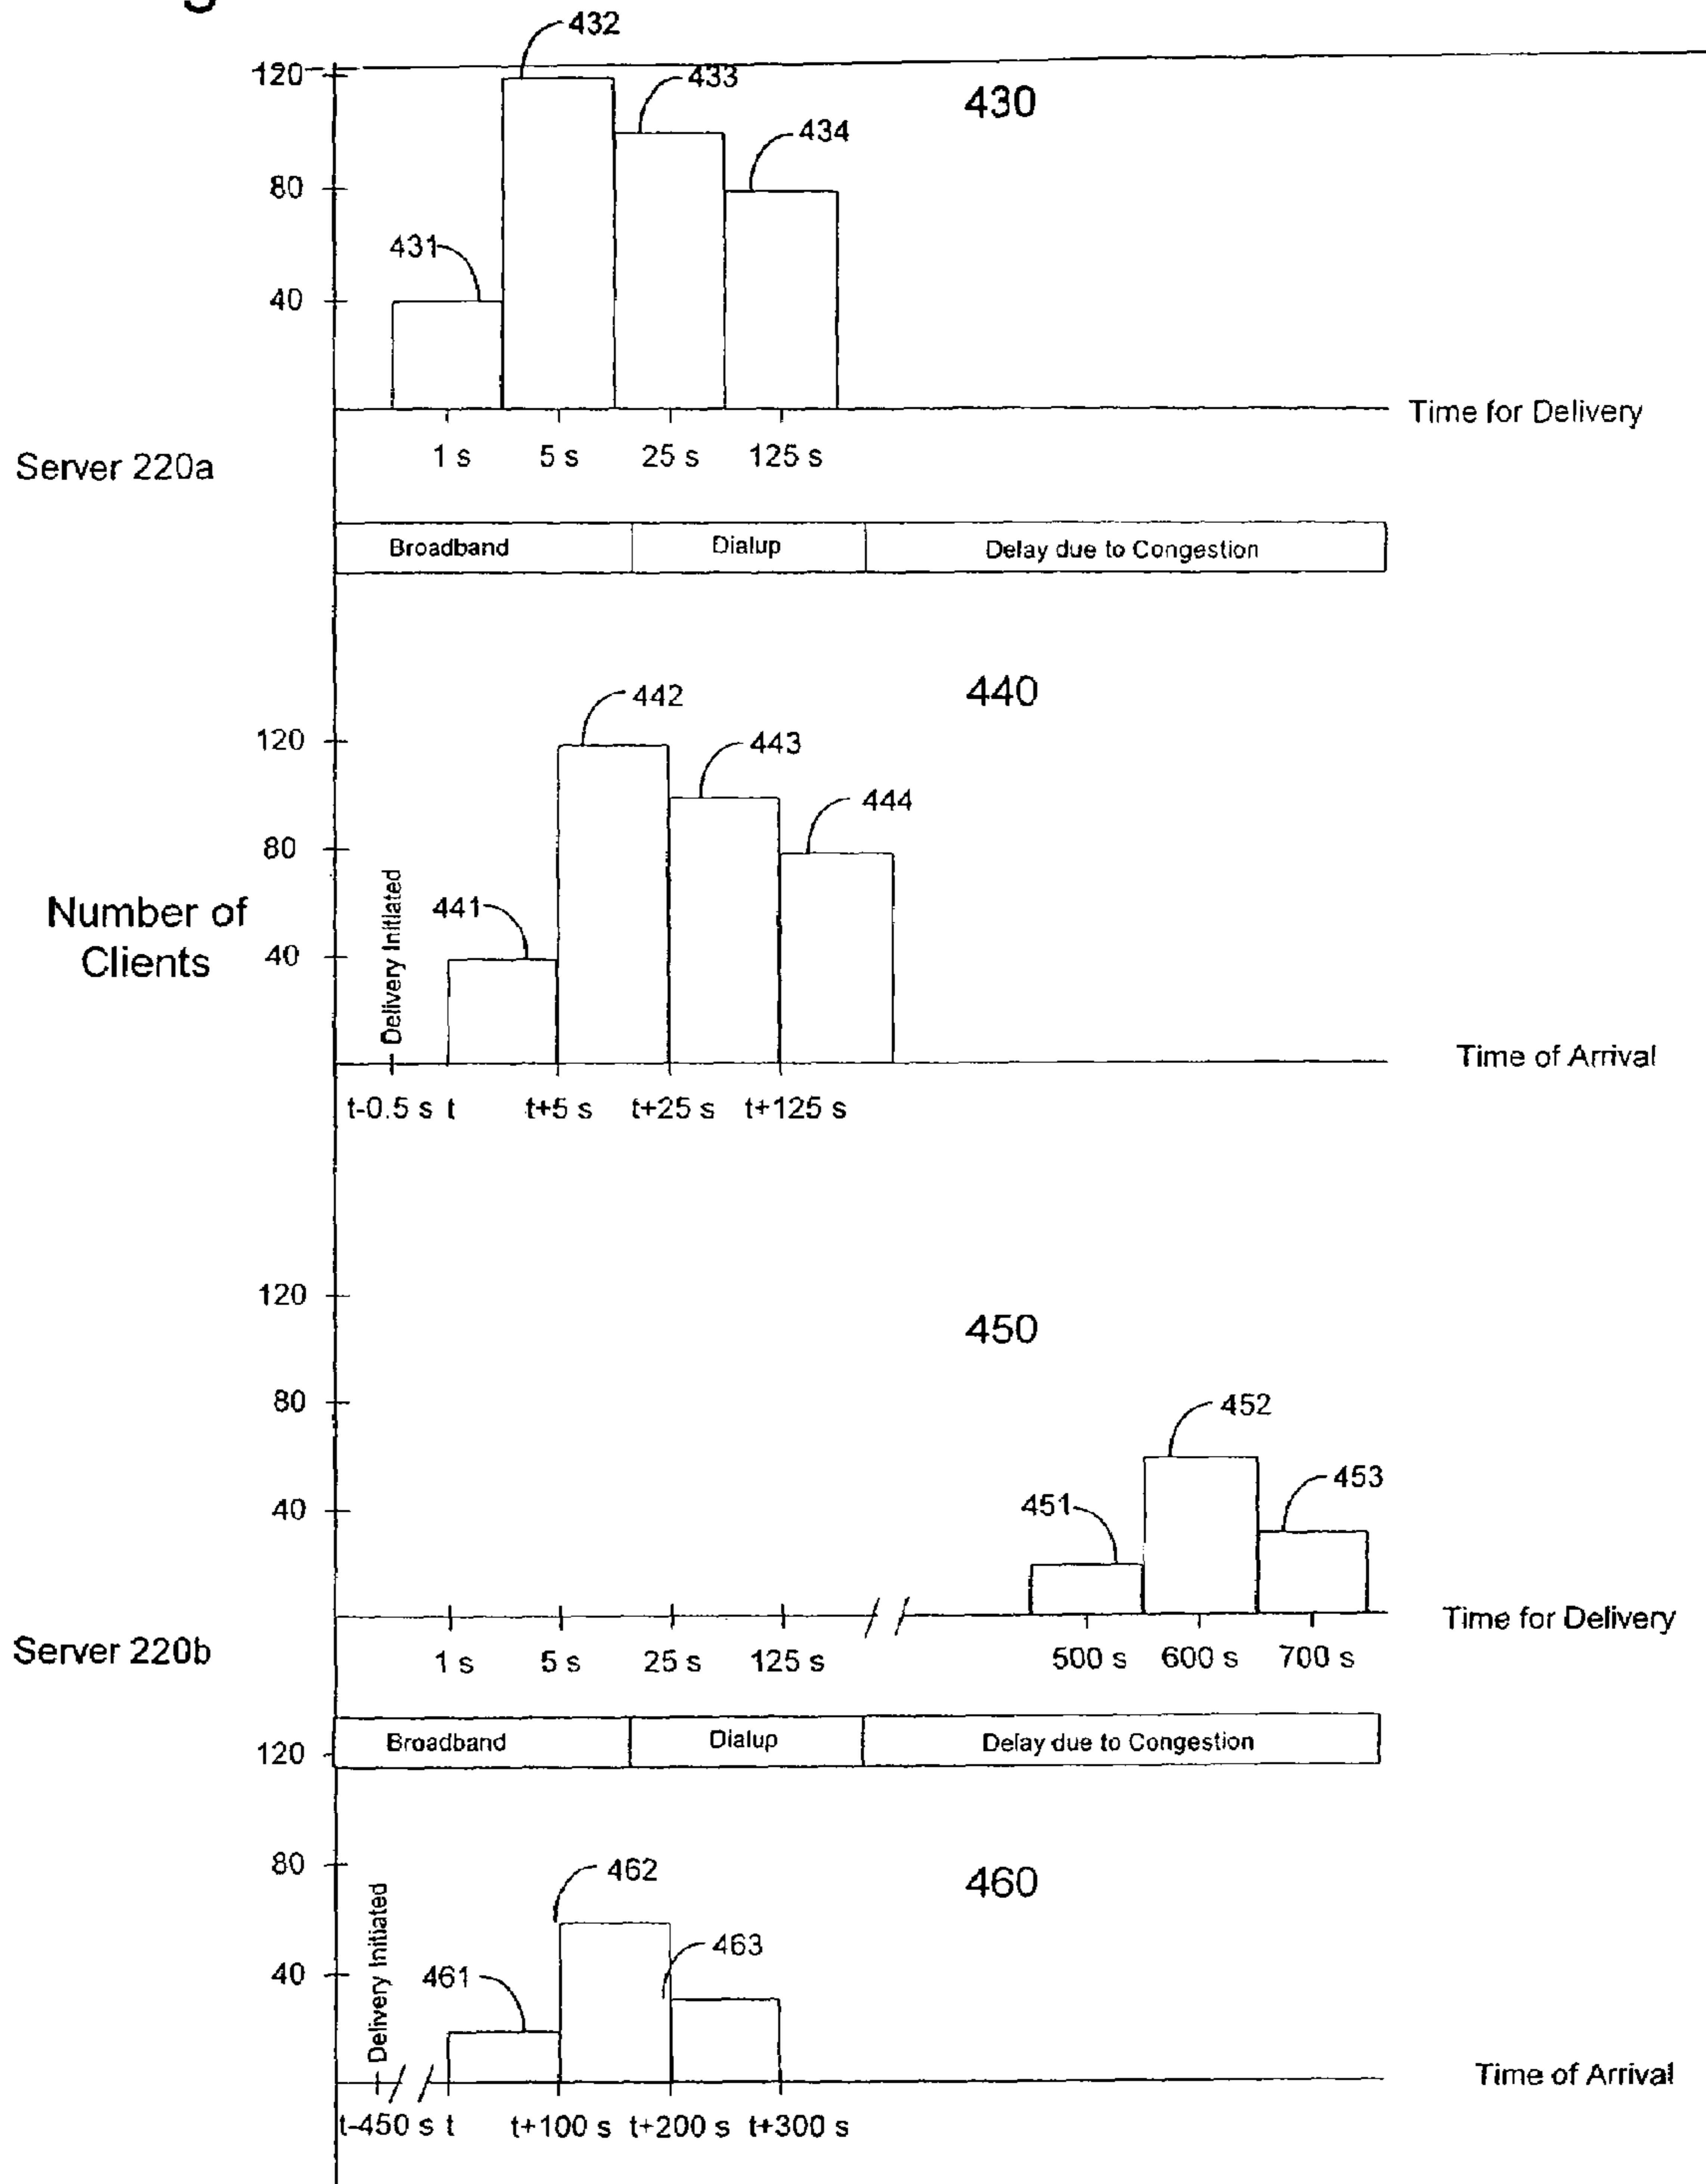 432
120
433
430
434
80
431
40
Time for Delivery
1 s 5 s 25 s 125 s
Server 220a
Broadband Dialup Delay due to Congestion
442
440
120
443
444
80
Delivery Initiated
441
Number of
Clients
40
Time of Arrival
t-0.5 s t t+5 s t+25 s t+125 s
120
450
80
452
453
40
451
Time for Delivery
Server 220b
1 s 5 s 25 s 125 s 500 s 600 s 700 s
Broadband Dialup Delay due to Congestion
120
80
462
460
Delivery Initiated
463
40
461
Time of Arrival
t-450 s t t+100 s t+200 s t+300 s